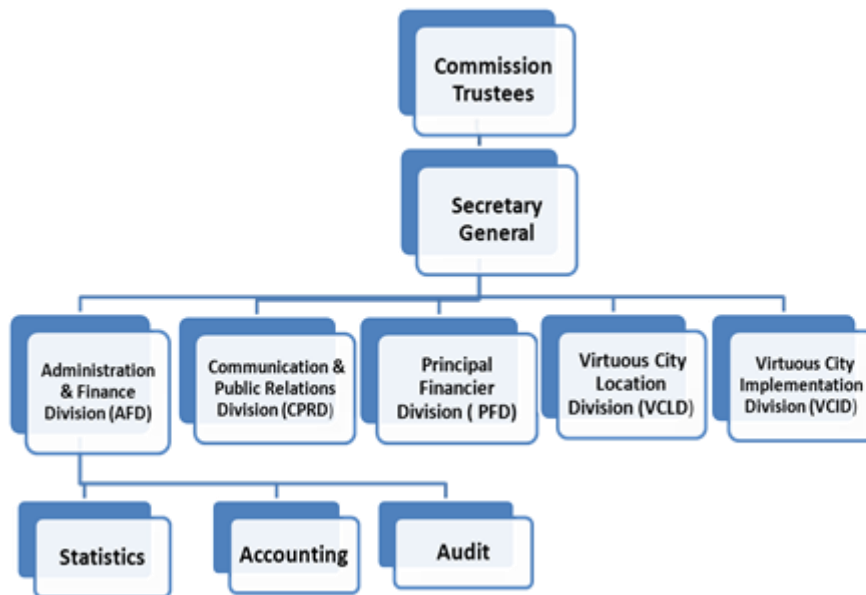 Commission
Trustees
Secretary
General
Administration
& Finance
Division (AFD)
Communication &
Public Relations
Division (CPRD)
Principal
Financier
Division ( PFD)
Virtuous City
Location
Division (VCLD)
Virtuous City
Implementation
Division (VCID)
Statistics
Accounting
Audit